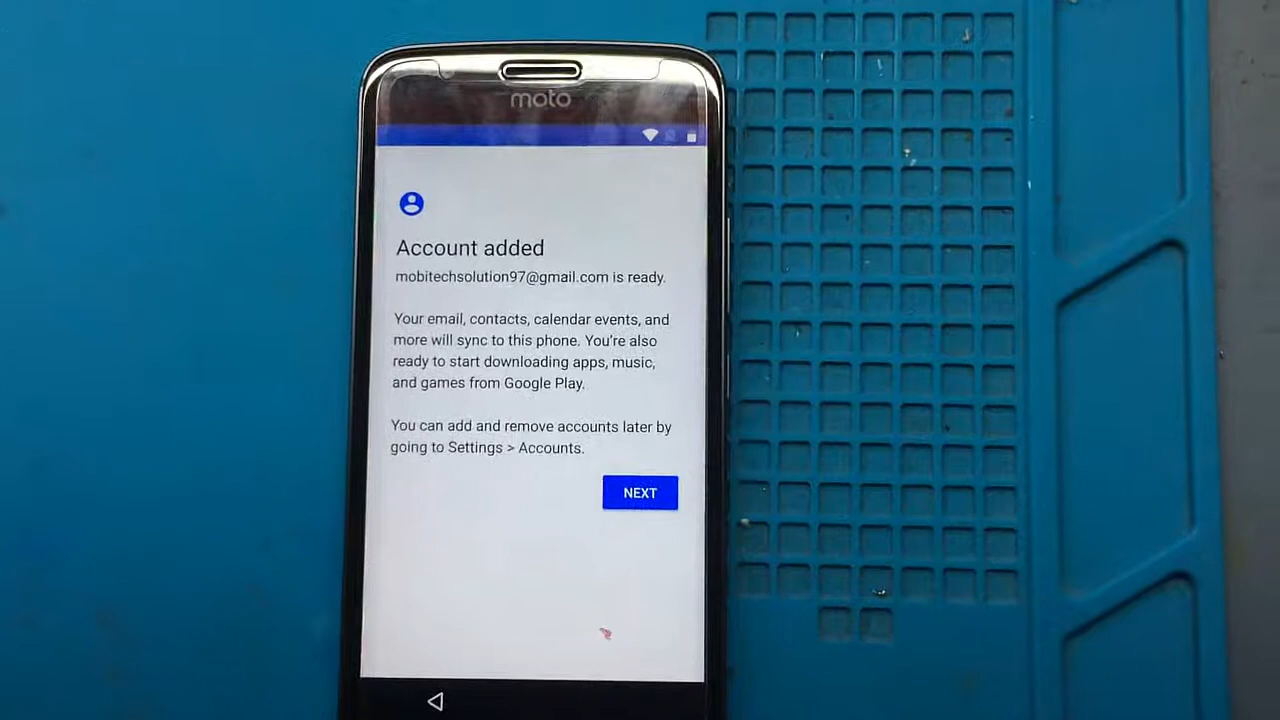 moto
Account added
mobitechsolution97@gmail.com is ready.
Your email, contacts, calendar events, and
more will sync to this phone. You're also
ready to start downloading apps, music,
and games from Google Play.
You can add and remove accounts later by
going to Settings > Accounts.
NEXT